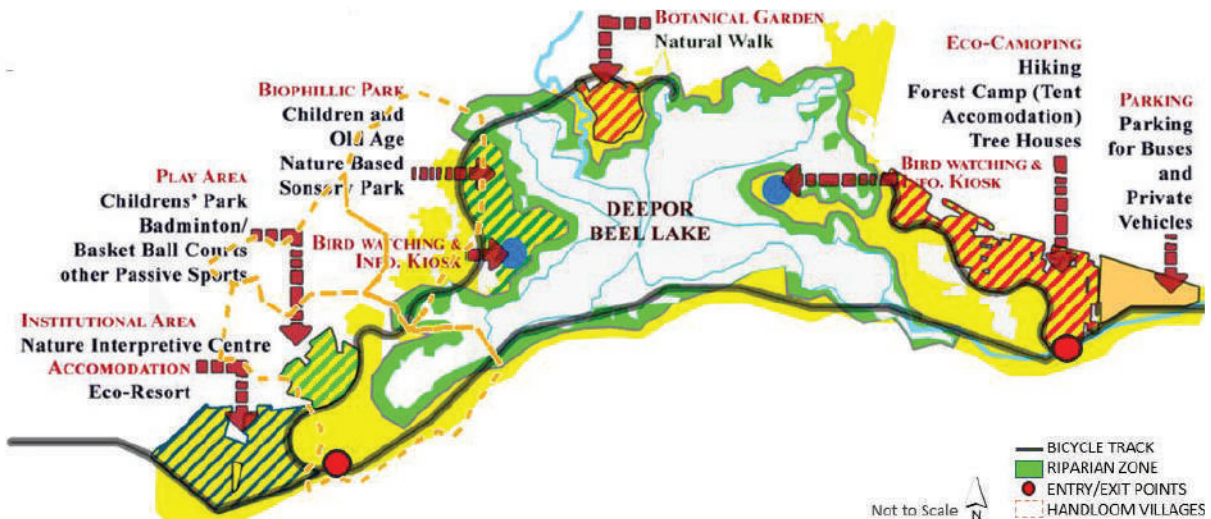 BOTANICAL GARDEN
Natural Walk
ECO-CAMOPING
Hiking
Forest Camp (Tent
Accomodation)
Tree Houses
PARKING
Parking
for Buses
and
Private
Vehicles
BIOPHILLIC PARK
Children and
Old Age
Nature Based
Sonsory Park
BIRD WATCHING &
INFO. KIOSK
PLAY AREA
Childrens' Park
Badminton/
Basket Ball Courts
other Passive Sports
BIRD WATCHING &
INFO. KIOSK
DEEPOR
BEEL LAKE
INSTITUTIONAL AREA
Nature Interpretive Centre
ACCOMODATION
Eco-Resort
BICYCLE TRACK
RIPARIAN ZONE
ENTRY/EXIT POINTS
HANDLOOM VILLAGES
Not to Scale
N